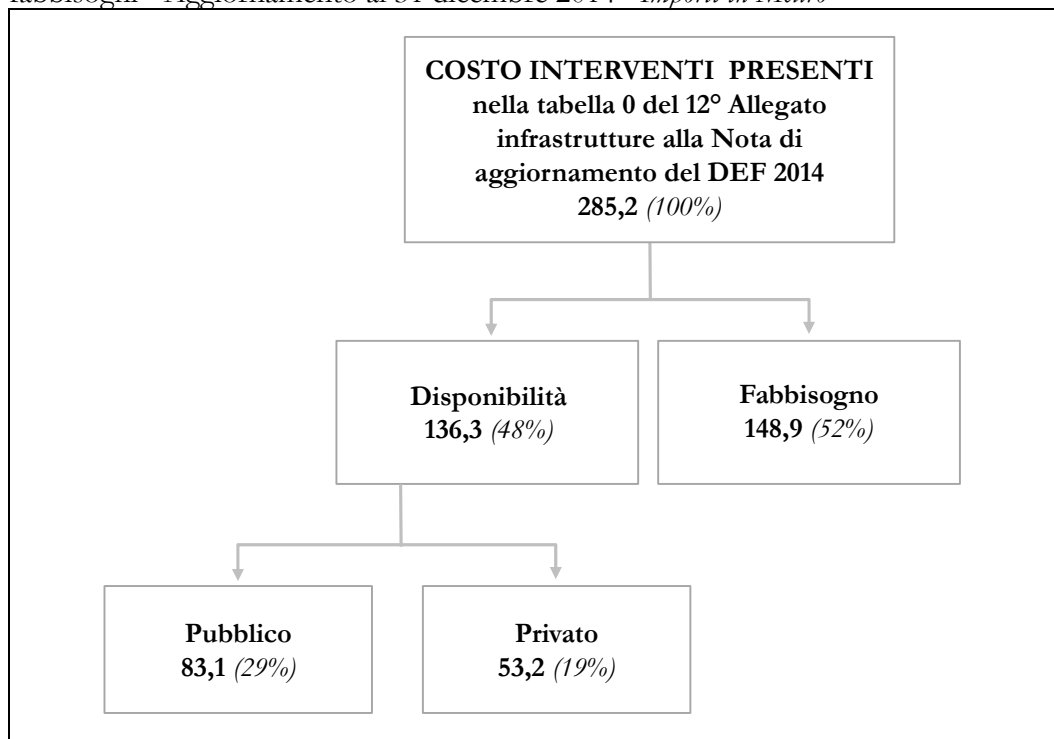 fabbisogni - Aggiornamento al 31 dicembre 2014 - Importi in Mteuro
COSTO INTERVENTI PRESENTI
nella tabella 0 del 12° Allegato
infrastrutture alla Nota di
aggiornamento del DEF 2014
285,2 (100%)
Disponibilità
136,3 (48%)
Fabbisogno
148,9 (52%)
Pubblico
83,1 (29%)
Privato
53,2 (19%)